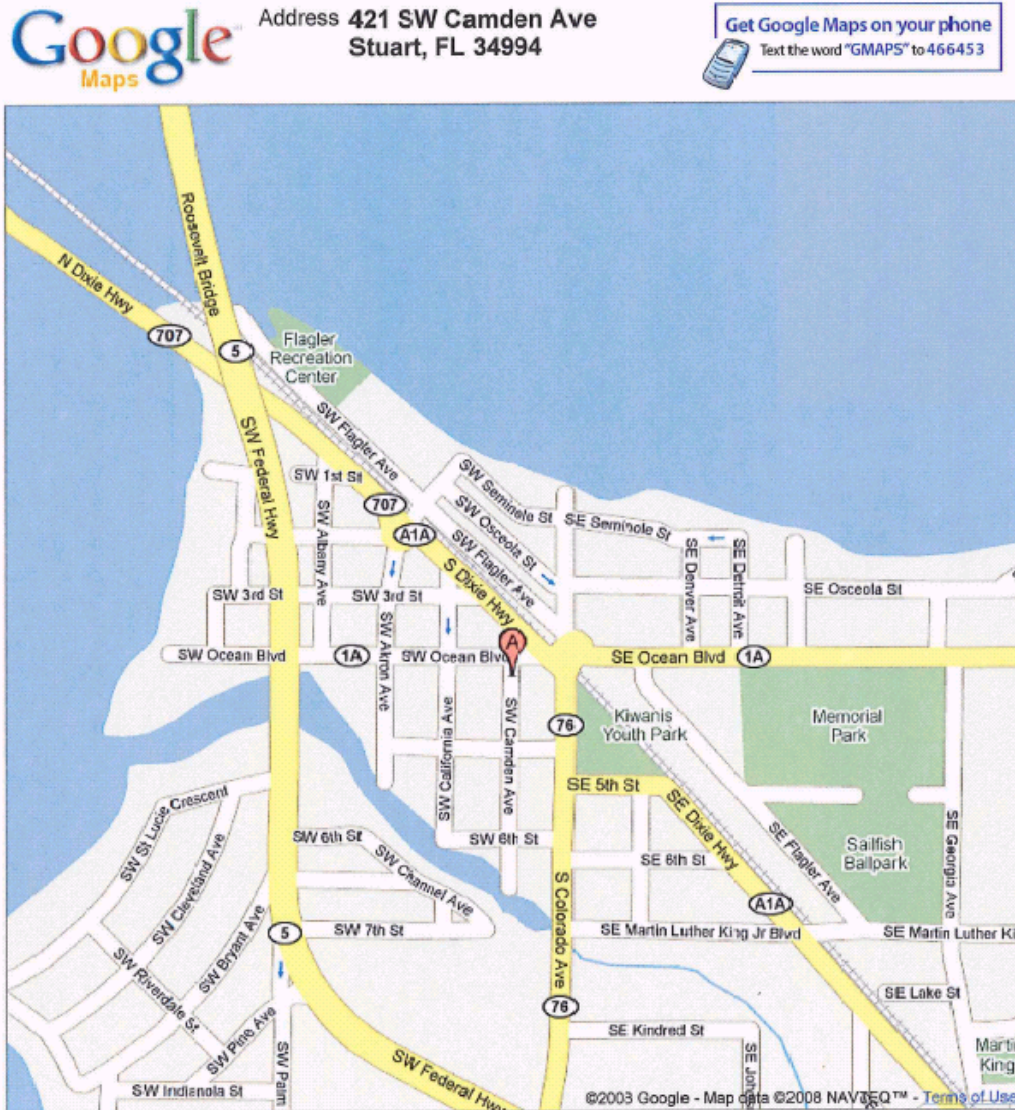 Google
Maps
Address 421 SW Camden Ave
Stuart, FL 34994
Get Google Maps on your phone
Text the word "GMAPS" to 466453
Roosevelt Bridge
N Dixie Hwy
707
5
Flagler
Recreation
Center
SW Flagler Ave
SW Federal Hwy
SW 1st St
707
SW Albany Ave
A1A
SW Seminole St
SW Osceola St
SW Flagler Ave
SE Seminole St
SE Denver Ave
SE Detroit Ave
S Dixie Hwy
SW 3rd St
SW 3rd St
SE Osceola St
SW Akron Ave
A
SW Ocean Blvd
1A
SW Ocean Blvd
SE Ocean Blvd
1A
SW California Ave
SW Camden Ave
76
Kiwanis
Youth Park
Memorial
Park
SE 5th St
SE Dixie Hwy
SW St Lucie Crescent
SW Cleveland Ave
SW Bryant Ave
SW 6th St
SW Channel Ave
SW 6th St
SE 6th St
SE Flagler Ave
Sailfish
Ballpark
SE Georgia Ave
A1A
S Colorado Ave
5
SW 7th St
SE Martin Luther King Jr Blvd
SE Martin Luther Ki
SW Riverdale St
SW Pine Ave
SE Lake St
76
SE Kindred St
SW Palm
SW Federal Hwy
SE John
Marti
King
SW Indianola St
©2008 Google - Map data ©2008 NAVTEQ™ - Terms of Use